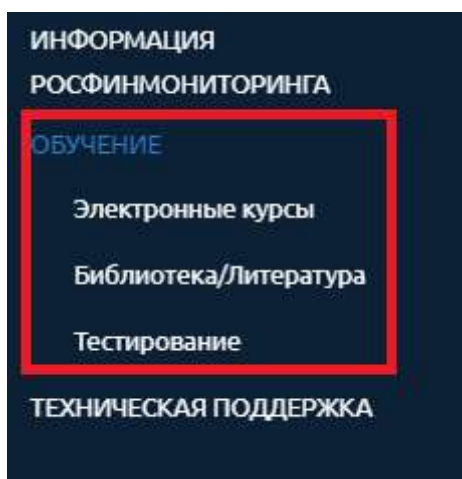 ИНФОРМАЦИЯ
РОСФИНМОНИТОРИНГА
ОБУЧЕНИЕ
Электронные курсы
Библиотека/Литература
Тестирование
ТЕХНИЧЕСКАЯ ПОДДЕРЖКА